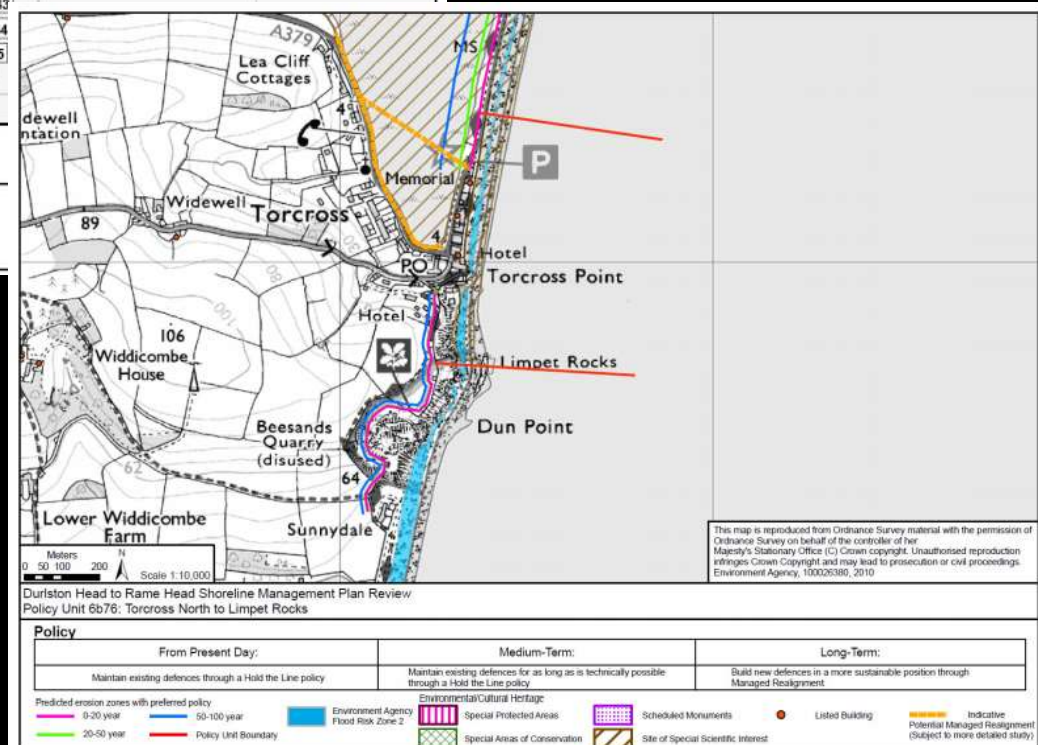 A379
MS
Lea Cliff
Cottages
4
dewell
ntation
P
Memorial
Widewell
Torcross
89
30
80
100
4
Hotel
PO
Torcross Point
Hotel
106
Widdicombe
House
Limpet Rocks
Beesands
Quarry
(disused)
Dun Point
62
64
Lower Widdicombe
Farm
Sunnydale
Meters
N
0 50 100 200
Scale 1:10,000
This map is reproduced from Ordnance Survey material with the permission of
Ordnance Survey on behalf of the controller of her
Majesty's Stationary Office (C) Crown copyright. Unauthorised reproduction
infringes Crown Copyright and may lead to prosecution or civil proceedings.
Environment Agency, 100026380, 2010
Durlston Head to Rame Head Shoreline Management Plan Review
Policy Unit 6b76: Torcross North to Limpet Rocks
Policy
From Present Day: Medium-Term: Long-Term:
Maintain existing defences through a Hold the Line policy
Maintain existing defences for as long as is technically possible
through a Hold the Line policy
Build new defences in a more sustainable position through
Managed Realignment
Predicted erosion zones with preferred policy
0-20 year
50-100 year
20-50 year
Policy Unit Boundary
Environment Agency
Flood Risk Zone 2
Environmental/Cultural Heritage
Special Protected Areas
Scheduled Monuments
Listed Building
Special Areas of Conservation
Site of Special Scientific Interest
Indicative
Potential Managed Realignment
(Subject to more detailed study)